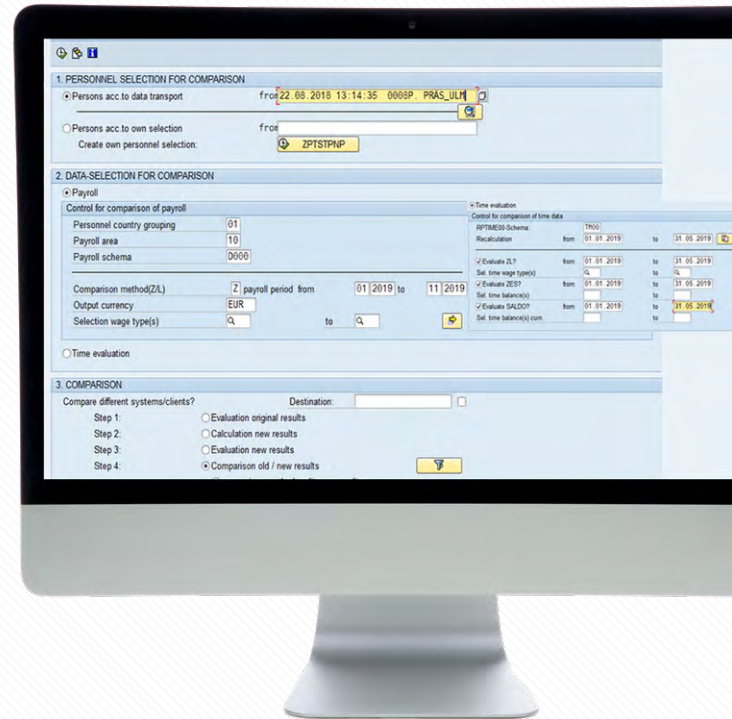 1. PERSONNEL SELECTION FOR COMPARISON
Persons acc.to data transport from 22.08.2018 13:14:35 0008P. PRÄS_ULM
Persons acc.to own selection from
Create own personnel selection: ZPTSTPNP
2. DATA-SELECTION FOR COMPARISON
Payroll
Control for comparison of payroll
Personnel country grouping 01
Payroll area 10
Payroll schema D000
Comparison method(Z/L) Z payroll period from 01 2019 to 11 2019
Output currency EUR
Selection wage type(s) to
Time evaluation
Time evaluation
Control for comparison of time data
RPTIME00-Schema: TM00
Recalculation from 01.01.2019 to 31.05.2019
Evaluate ZL? from 01.01.2019 to 31.05.2019
Sel. time wage type(s) to
Evaluate ZES? from 01.01.2019 to 31.05.2019
Sel. time balance(s) to
Evaluate SALDO? from 01.01.2019 to 31.05.2019
Sel. time balance(s) cum. to
3. COMPARISON
Compare different systems/clients? Destination:
Step 1: Evaluation original results
Step 2: Calculation new results
Step 3: Evaluation new results
Step 4: Comparison old / new results